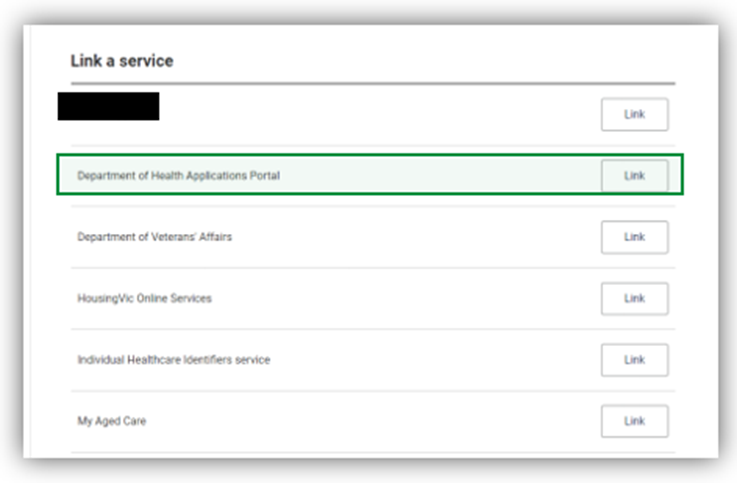 Link a service
Link
Department of Health Applications Portal Link
Department of Veterans' Affairs Link
HousingVic Online Services Link
Individual Healthcare Identifiers service Link
My Aged Care Link